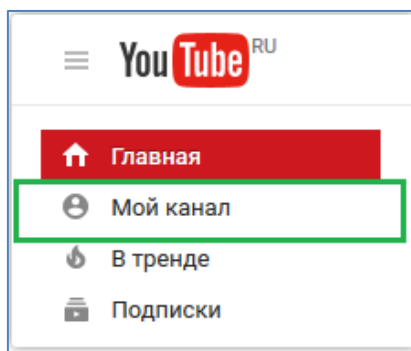 YouTube RU
Главная
Мой канал
В тренде
Подписки